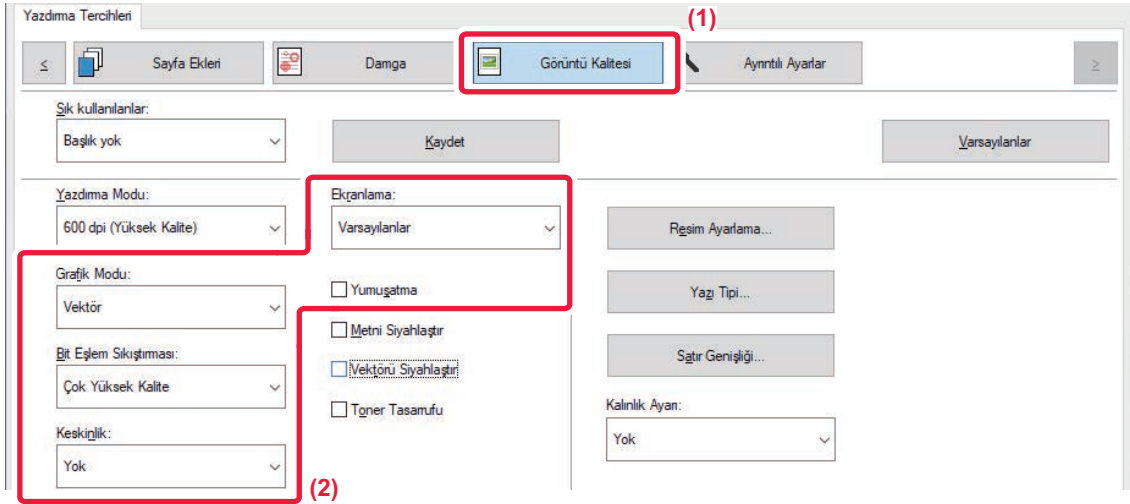 Yazdırma Tercihleri
(1)
<
Sayfa Ekleri
Damga
Görüntü Kalitesi
Ayrıntılı Ayarlar
>
Sık kullanılanlar:
Başlık yok
Kaydet
Varsayılanlar
Yazdırma Modu:
600 dpi (Yüksek Kalite)
Ekranlama:
Varsayılanlar
Resim Ayarlama...
Grafik Modu:
Vektör
Yumuşatma
Yazı Tipi...
Metni Siyahlaştır
Bit Eşlem Sıkıştırması:
Çok Yüksek Kalite
Vektörü Siyahlaştır
Satır Genişliği...
Toner Tasarrufu
Kalınlık Ayarı:
Yok
Keskinlik:
Yok
(2)